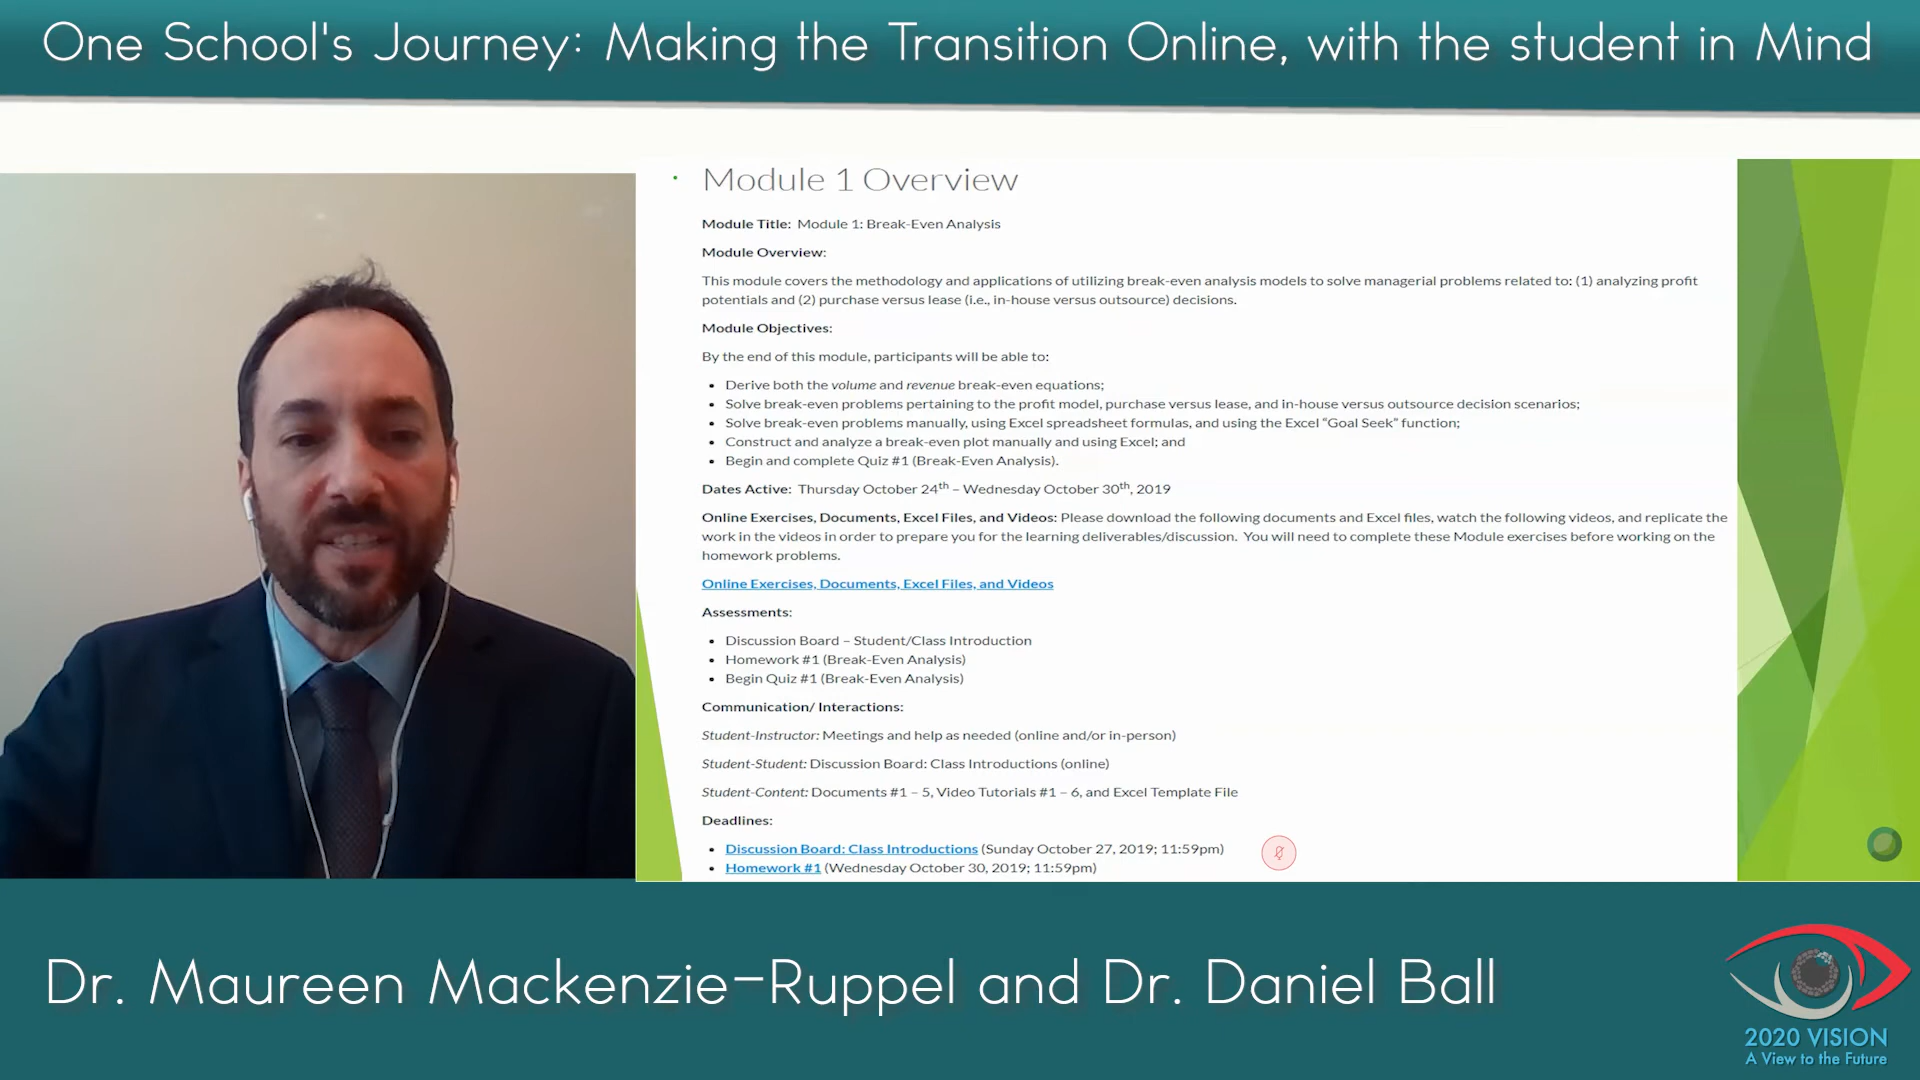 One School's Journey: Making the Transition Online, with the student in Mind
Module 1 Overview
Module Title: Module 1: Break-Even Analysis
Module Overview:
This module covers the methodology and applications of utilizing break-even analysis models to solve managerial problems related to: (1) analyzing profit
potentials and (2) purchase versus lease (i.e., in-house versus outsource) decisions.
Module Objectives:
By the end of this module, participants will be able to:
• Derive both the volume and revenue break-even equations;
• Solve break-even problems pertaining to the profit model, purchase versus lease, and in-house versus outsource decision scenarios;
• Solve break-even problems manually, using Excel spreadsheet formulas, and using the Excel “Goal Seek” function;
• Construct and analyze a break-even plot manually and using Excel; and
• Begin and complete Quiz #1 (Break-Even Analysis).
Dates Active: Thursday October 24th – Wednesday October 30th, 2019
Online Exercises, Documents, Excel Files, and Videos: Please download the following documents and Excel files, watch the following videos, and replicate the
work in the videos in order to prepare you for the learning deliverables/discussion. You will need to complete these Module exercises before working on the
homework problems.
Online Exercises, Documents, Excel Files, and Videos
Assessments:
• Discussion Board – Student/Class Introduction
• Homework #1 (Break-Even Analysis)
• Begin Quiz #1 (Break-Even Analysis)
Communication/ Interactions:
Student-Instructor: Meetings and help as needed (online and/or in-person)
Student-Student: Discussion Board: Class Introductions (online)
Student-Content: Documents #1 – 5, Video Tutorials #1 – 6, and Excel Template File
Deadlines:
• Discussion Board: Class Introductions (Sunday October 27, 2019; 11:59pm)
• Homework #1 (Wednesday October 30, 2019; 11:59pm)
Dr. Maureen Mackenzie-Ruppel and Dr. Daniel Ball
2020 VISION
A View to the Future